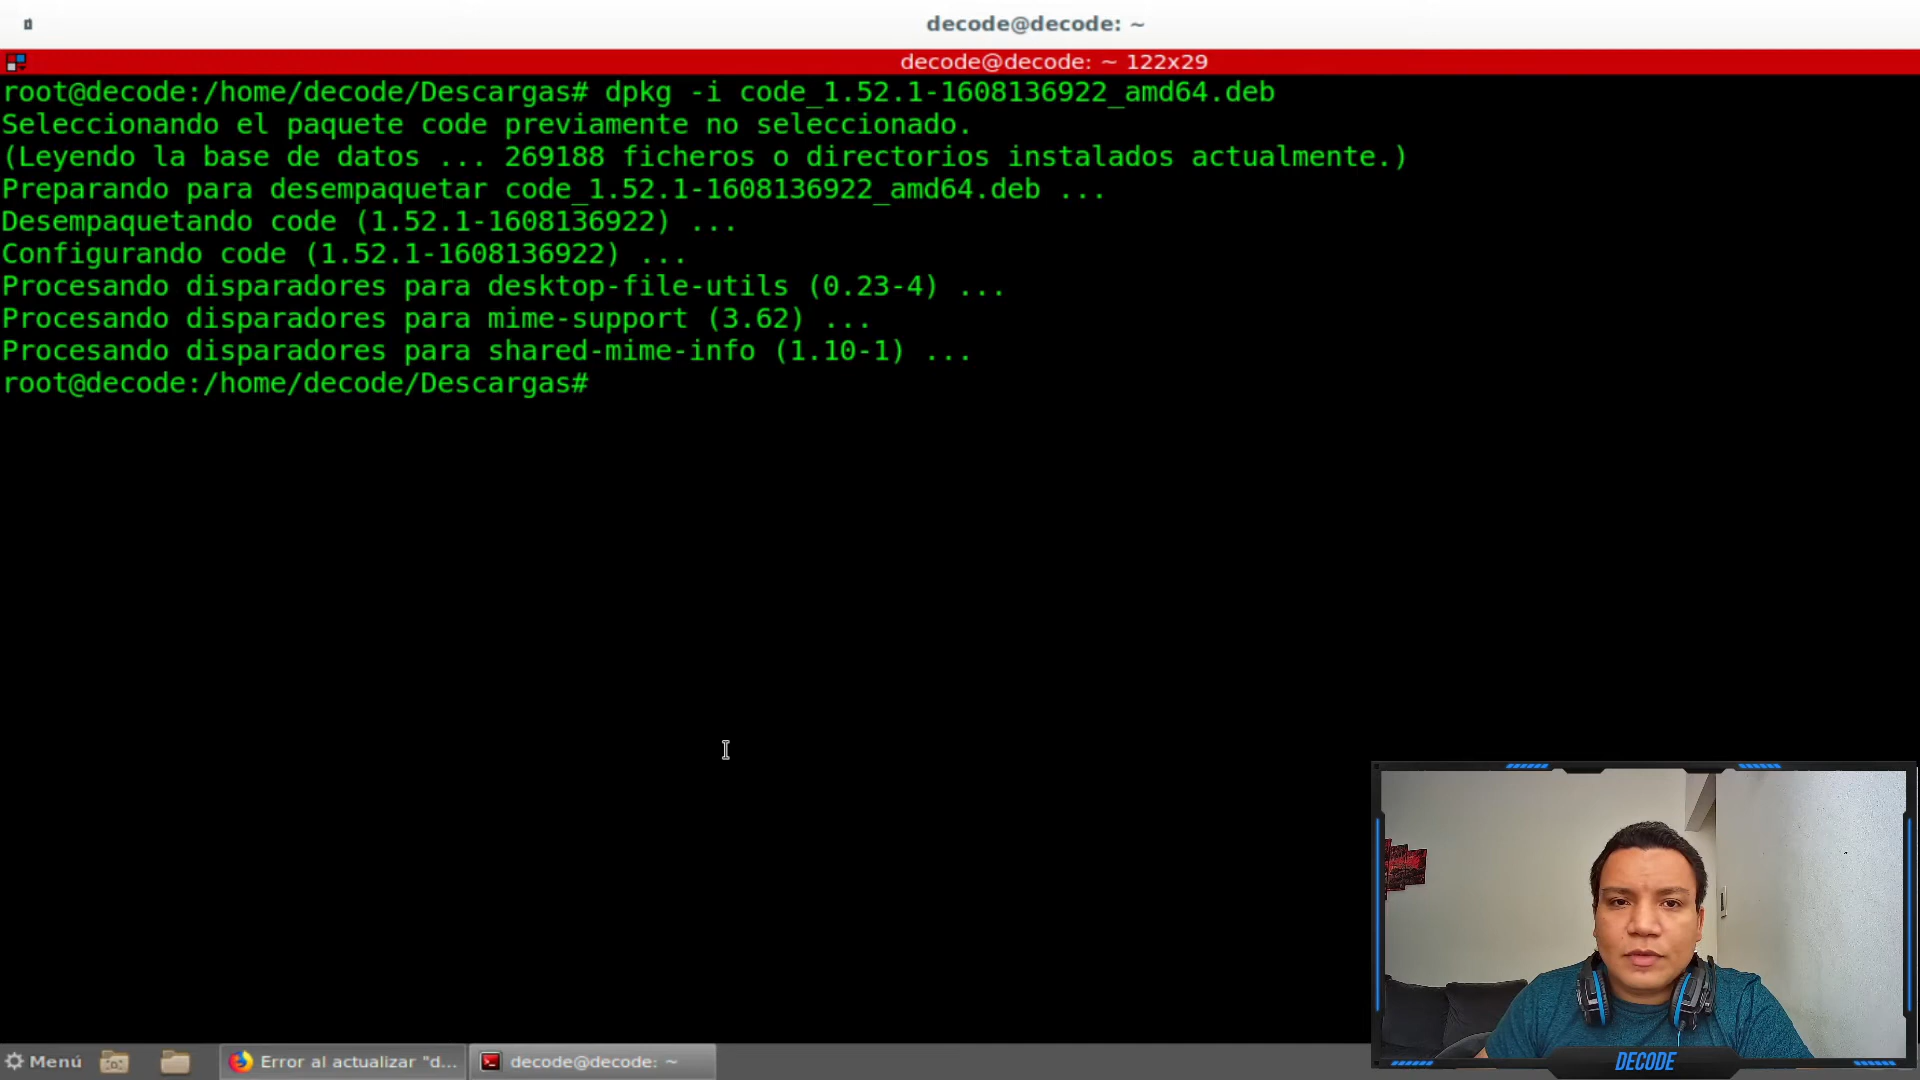 decode@decode: ~
decode@decode: ~ 122x29
root@decode:/home/decode/Descargas# dpkg -i code_1.52.1-1608136922_amd64.deb
Seleccionando el paquete code previamente no seleccionado.
(Leyendo la base de datos ... 269188 ficheros o directorios instalados actualmente.)
Preparando para desempaquetar code_1.52.1-1608136922_amd64.deb ...
Desempaquetando code (1.52.1-1608136922) ...
Configurando code (1.52.1-1608136922) ...
Procesando disparadores para desktop-file-utils (0.23-4) ...
Procesando disparadores para mime-support (3.62) ...
Procesando disparadores para shared-mime-info (1.10-1) ...
root@decode:/home/decode/Descargas#
Menú
Error al actualizar "d...
decode@decode: ~
DECODE